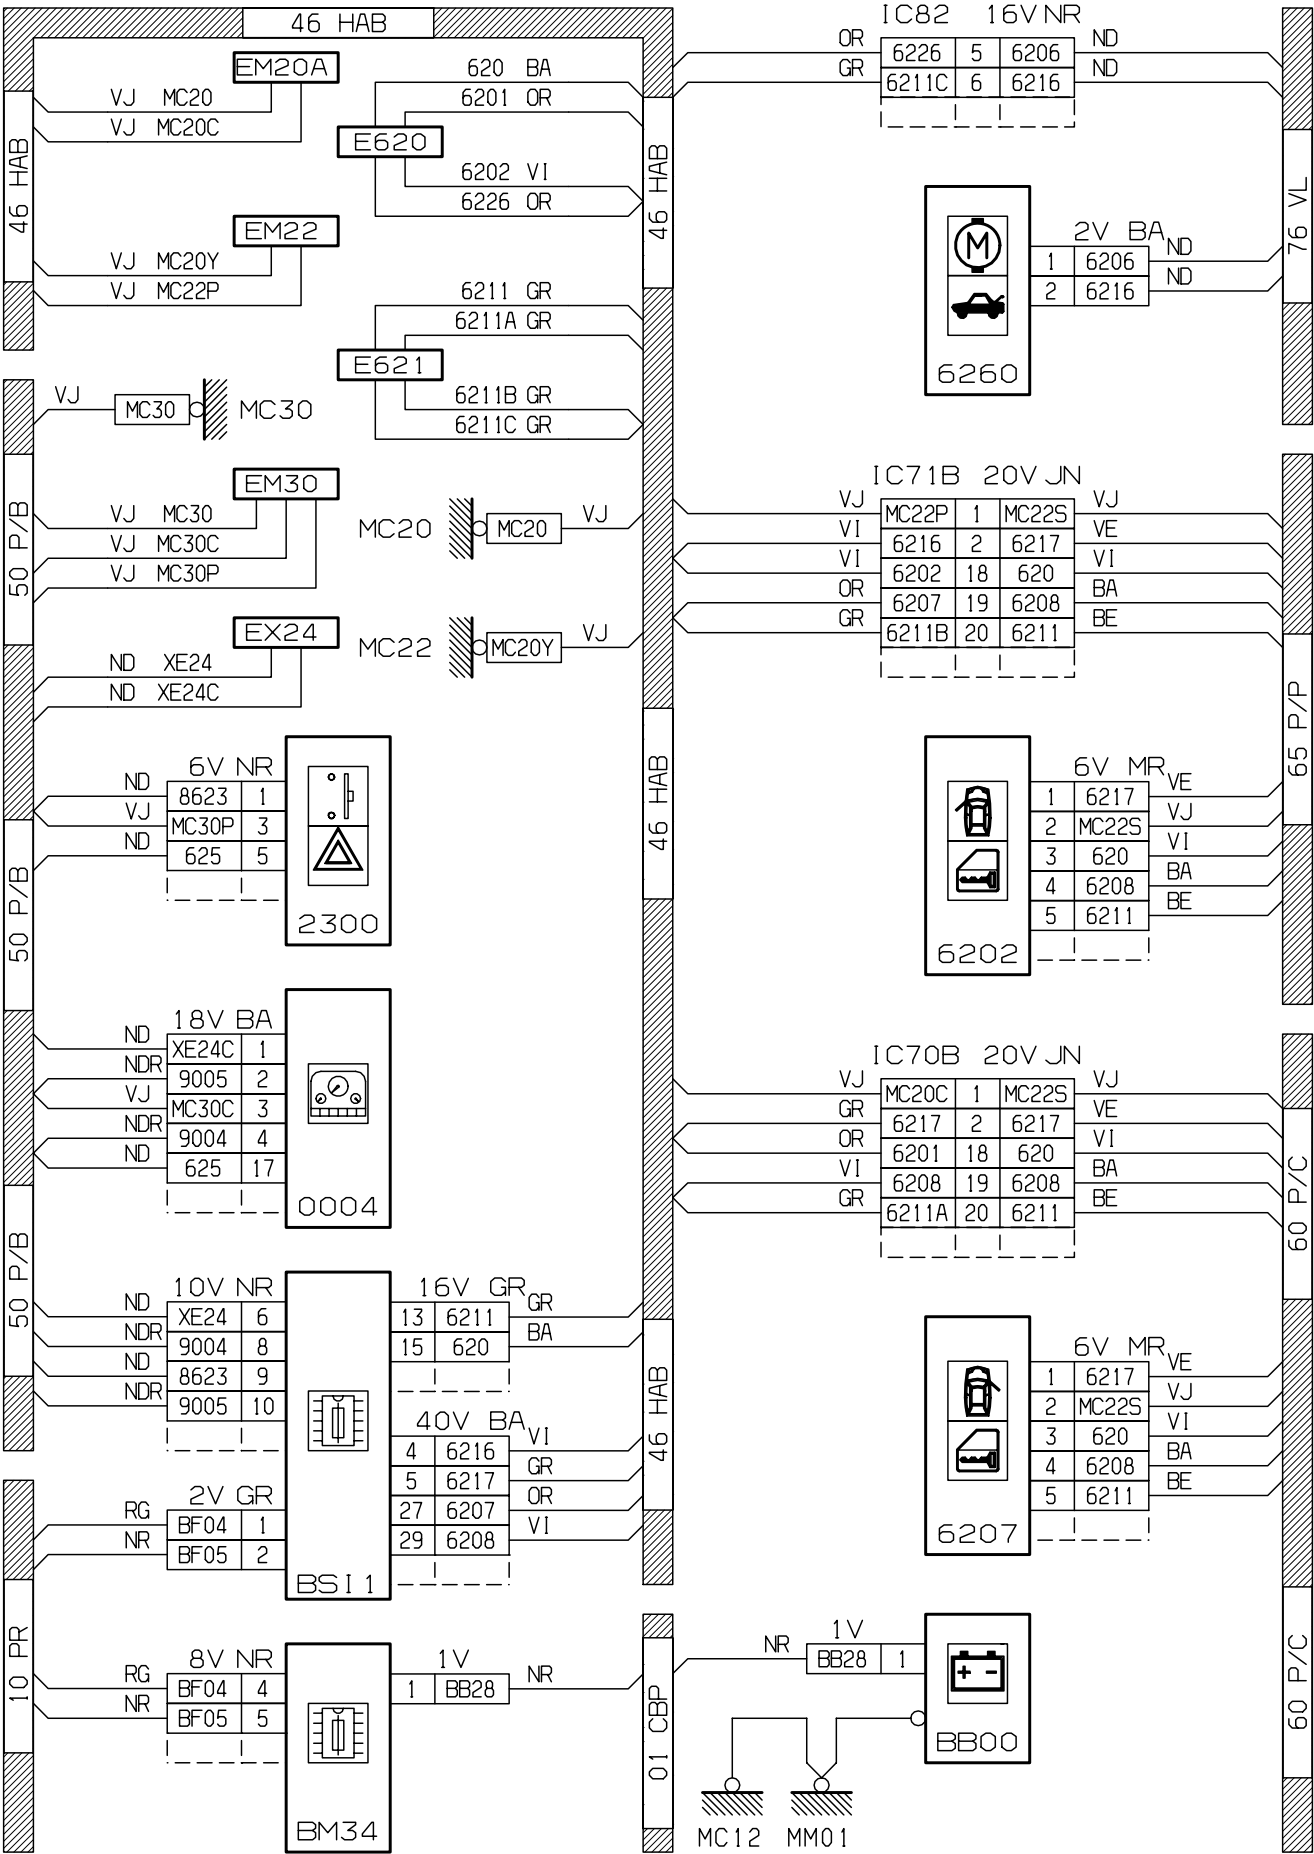 46 HAB
46 HAB
EM20A
VJ MC20
VJ MC20C
EM22
VJ MC20Y
VJ MC22P
620 BA
6201 OR
E620
6202 VI
6226 OR
6211 GR
6211A GR
E621
6211B GR
6211C GR
46 HAB
VJ
MC30
MC30
50 P/B
EM30
VJ MC30
VJ MC30C
VJ MC30P
EX24
ND XE24
ND XE24C
MC20
MC20
VJ
MC22
MC20Y
VJ
50 P/B
6V NR
ND 8623 1
VJ MC30P 3
ND 625 5
2300
46 HAB
18V BA
ND XE24C 1
NDR 9005 2
VJ MC30C 3
NDR 9004 4
ND 625 17
0004
50 P/B
10V NR
ND XE24 6
NDR 9004 8
ND 8623 9
NDR 9005 10
2V GR
RG BF04 1
NR BF05 2
BSI1
16V GR
13 6211 GR
15 620 BA
40V BA
4 6216 VI
5 6217 GR
27 6207 OR
29 6208 VI
46 HAB
10 PR
8V NR
RG BF04 4
NR BF05 5
BM34
1V
1 BB28 NR
01 CBP
IC82 16V NR
OR 6226 5 6206 ND
GR 6211C 6 6216 ND
76 VL
2V BA
1 6206 ND
2 6216 ND
6260
IC71B 20V JN
VJ MC22P 1 MC22S VJ
VI 6216 2 6217 VE
VI 6202 18 620 VI
OR 6207 19 6208 BA
GR 6211B 20 6211 BE
65 P/P
6V MR
1 6217 VE
2 MC22S VJ
3 620 VI
4 6208 BA
5 6211 BE
6202
IC70B 20V JN
VJ MC20C 1 MC22S VJ
GR 6217 2 6217 VE
OR 6201 18 620 VI
VI 6208 19 6208 BA
GR 6211A 20 6211 BE
60 P/C
6V MR
1 6217 VE
2 MC22S VJ
3 620 VI
4 6208 BA
5 6211 BE
6207
60 P/C
1V
NR BB28 1
+ -
BB00
MC12 MM01
M